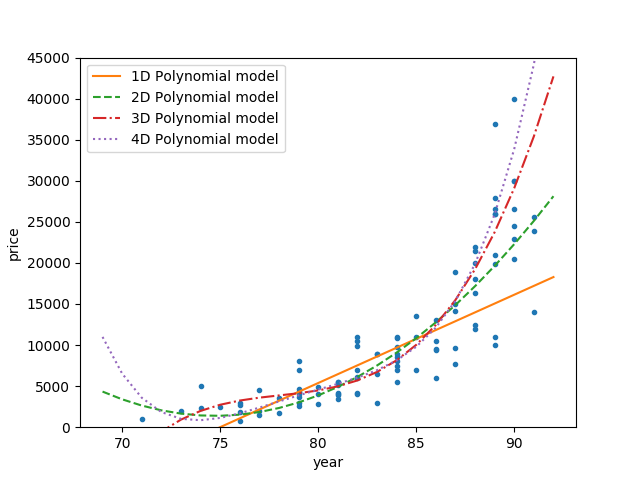 45000
40000
35000
30000
25000
20000
15000
10000
5000
0
price
1D Polynomial model
2D Polynomial model
3D Polynomial model
4D Polynomial model
70 75 80 85 90
year